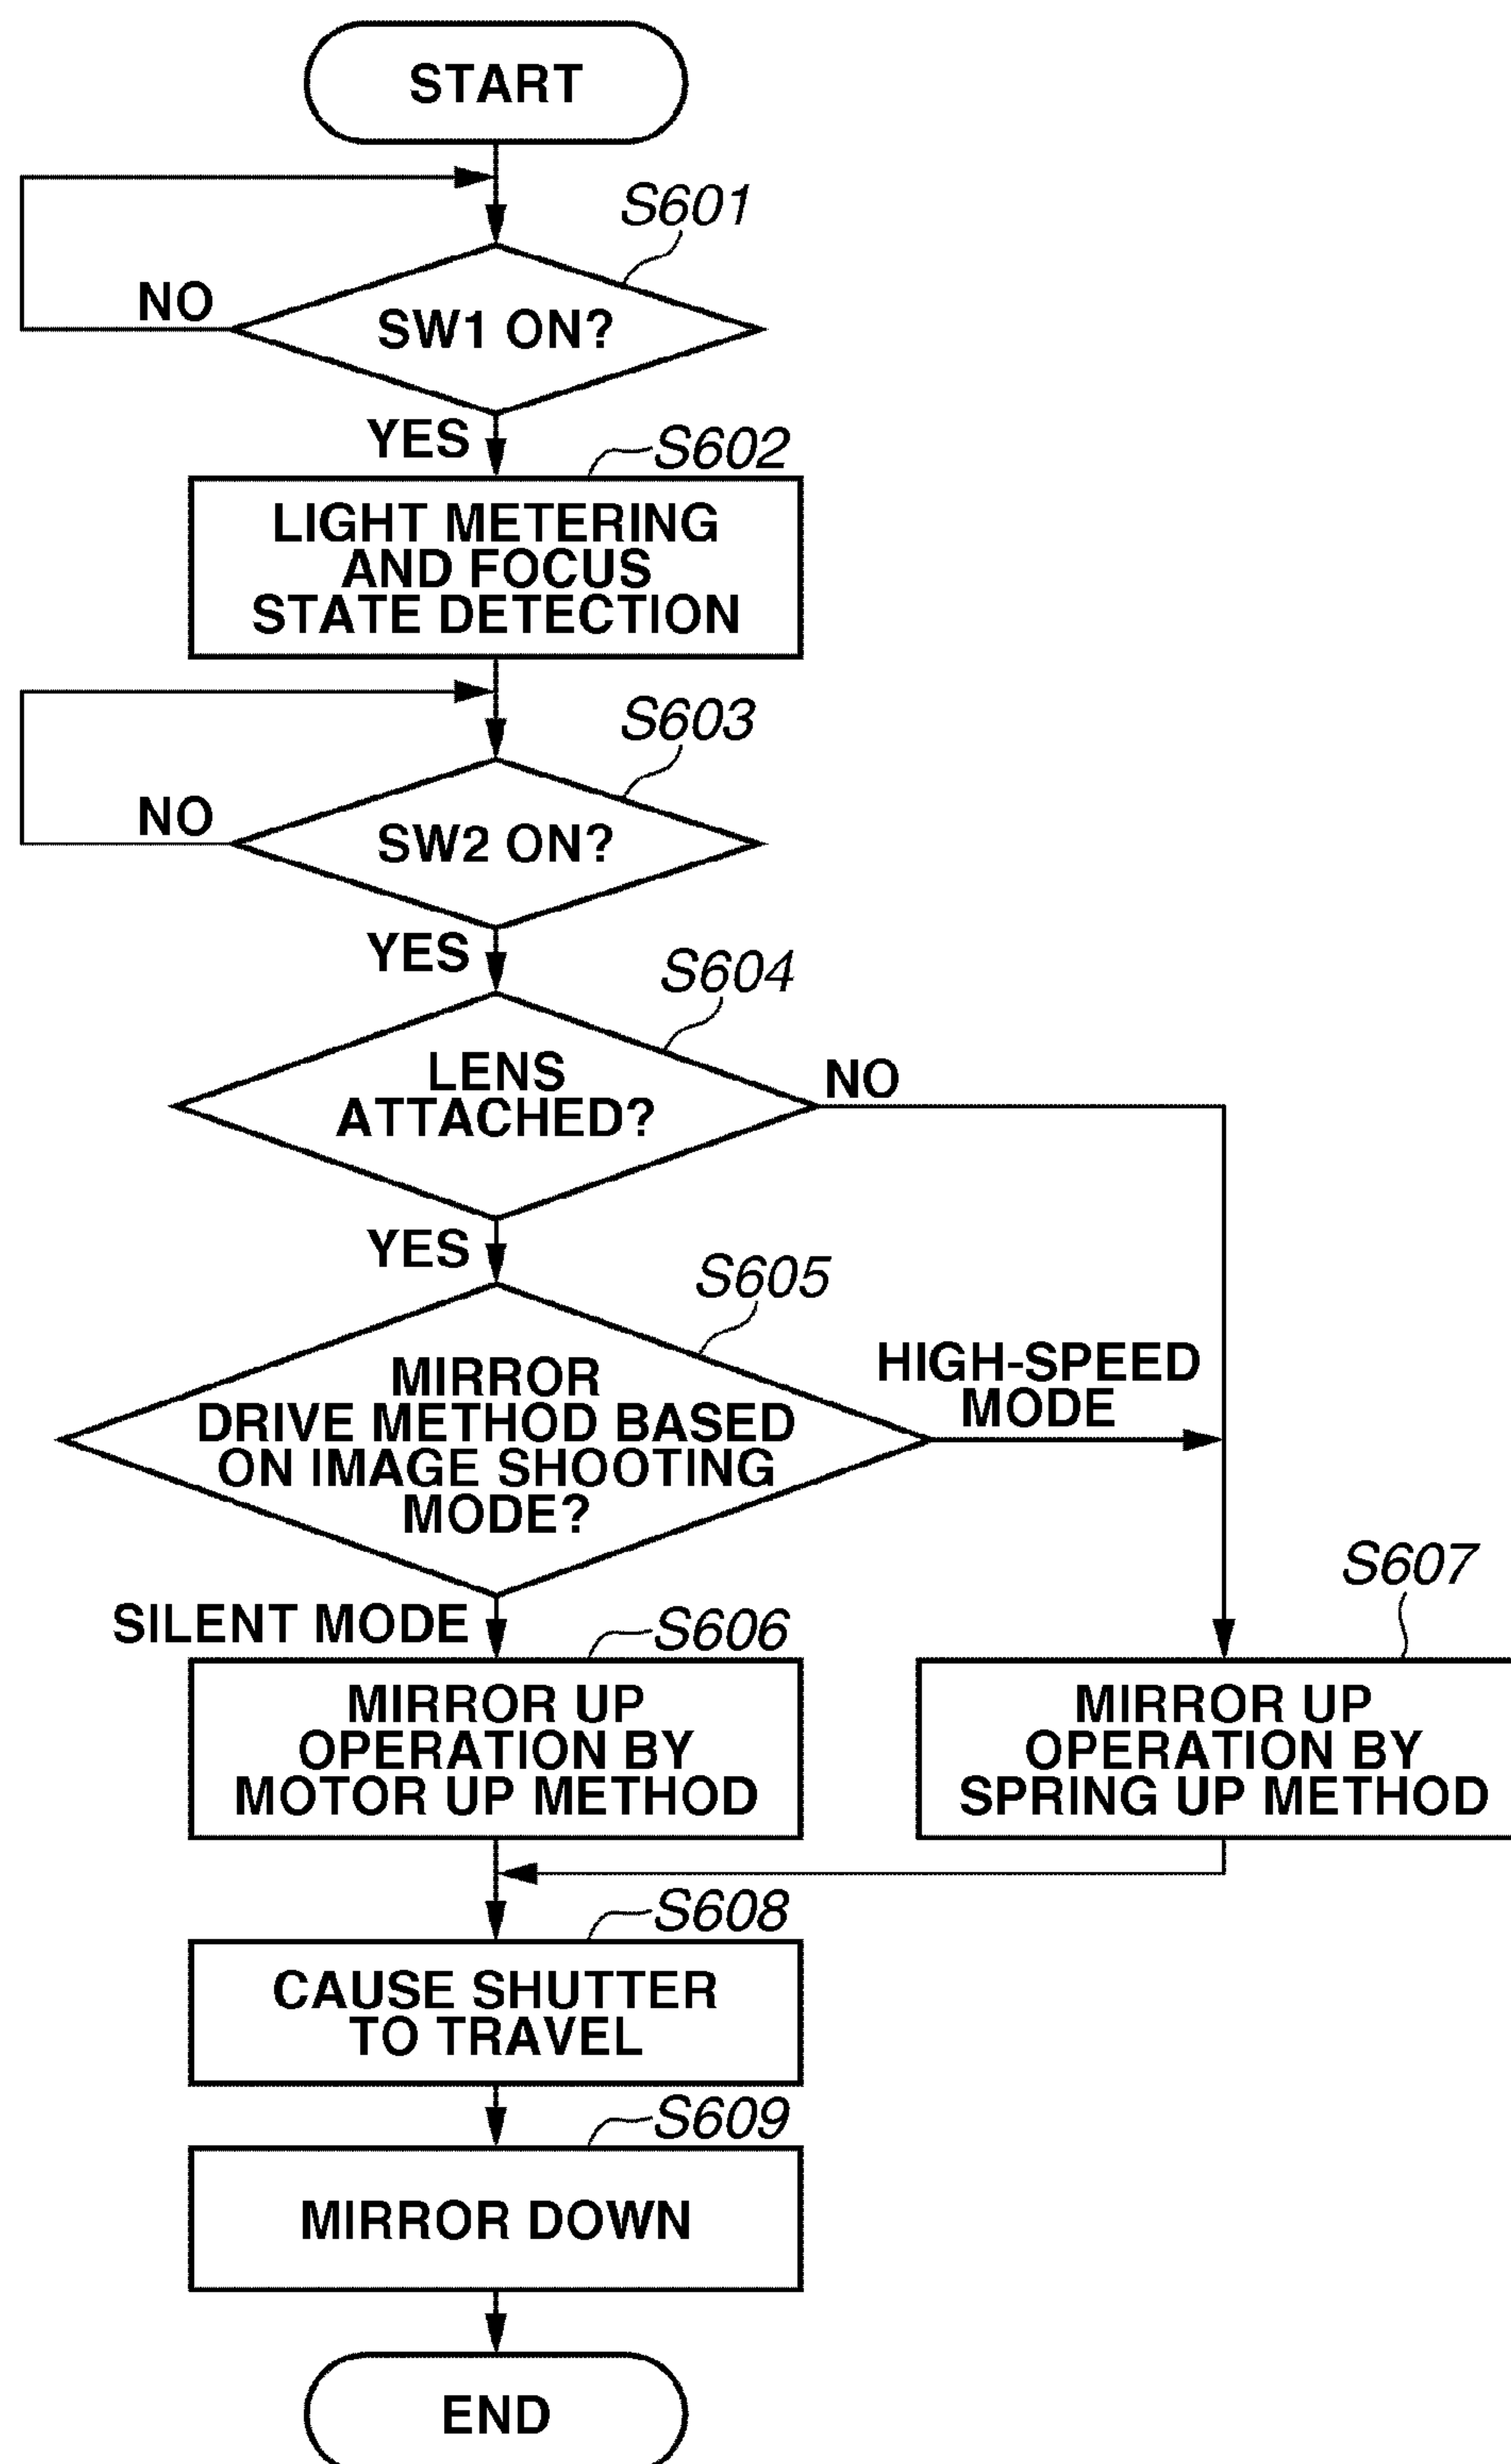 START
S601
NO
SW1 ON?
YES
S602
LIGHT METERING
AND FOCUS
STATE DETECTION
S603
NO
SW2 ON?
YES
S604
LENS
ATTACHED?
NO
YES
S605
MIRROR
DRIVE METHOD BASED
ON IMAGE SHOOTING
MODE?
HIGH-SPEED
MODE
SILENT MODE
S606
MIRROR UP
OPERATION BY
MOTOR UP METHOD
S607
MIRROR UP
OPERATION BY
SPRING UP METHOD
S608
CAUSE SHUTTER
TO TRAVEL
S609
MIRROR DOWN
END